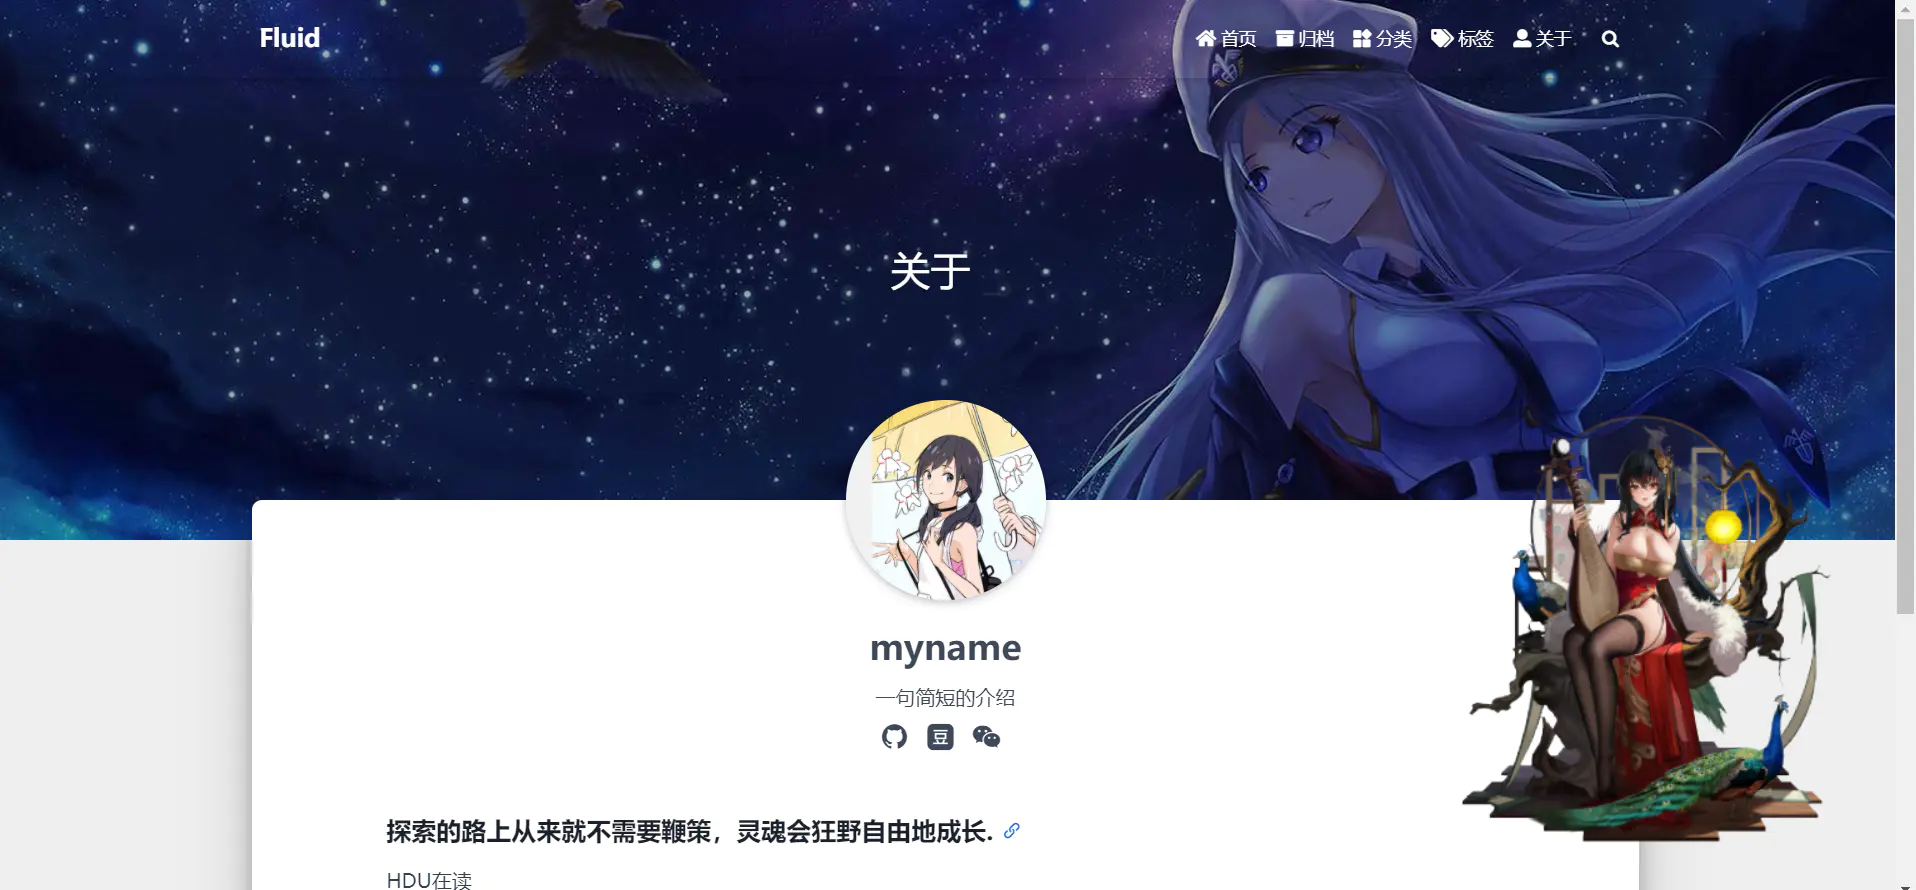 Fluid
首页 归档 分类 标签 关于
关于
myname
一句简短的介绍
豆
探索的路上从来就不需要鞭策，灵魂会狂野自由地成长.
HDU在读